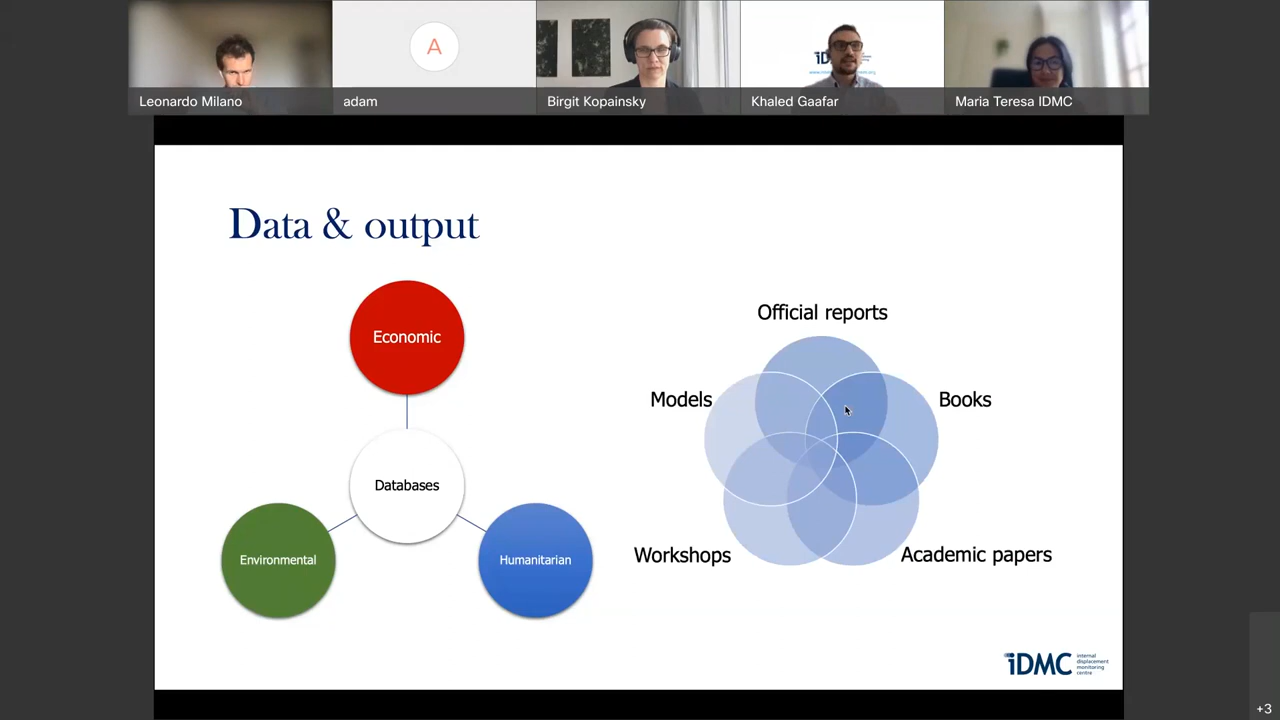 A
iDMC
Leonardo Milano
adam
Birgit Kopainsky
Khaled Gaafar
Maria Teresa IDMC
Data & output
Economic
Databases
Environmental
Humanitarian
Official reports
Models
Books
Workshops
Academic papers
iDMC
internal
displacement
monitoring
centre
+3